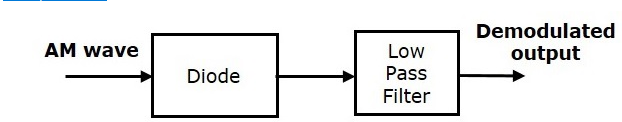 AM wave
Diode
Low
Pass
Filter
Demodulated
output